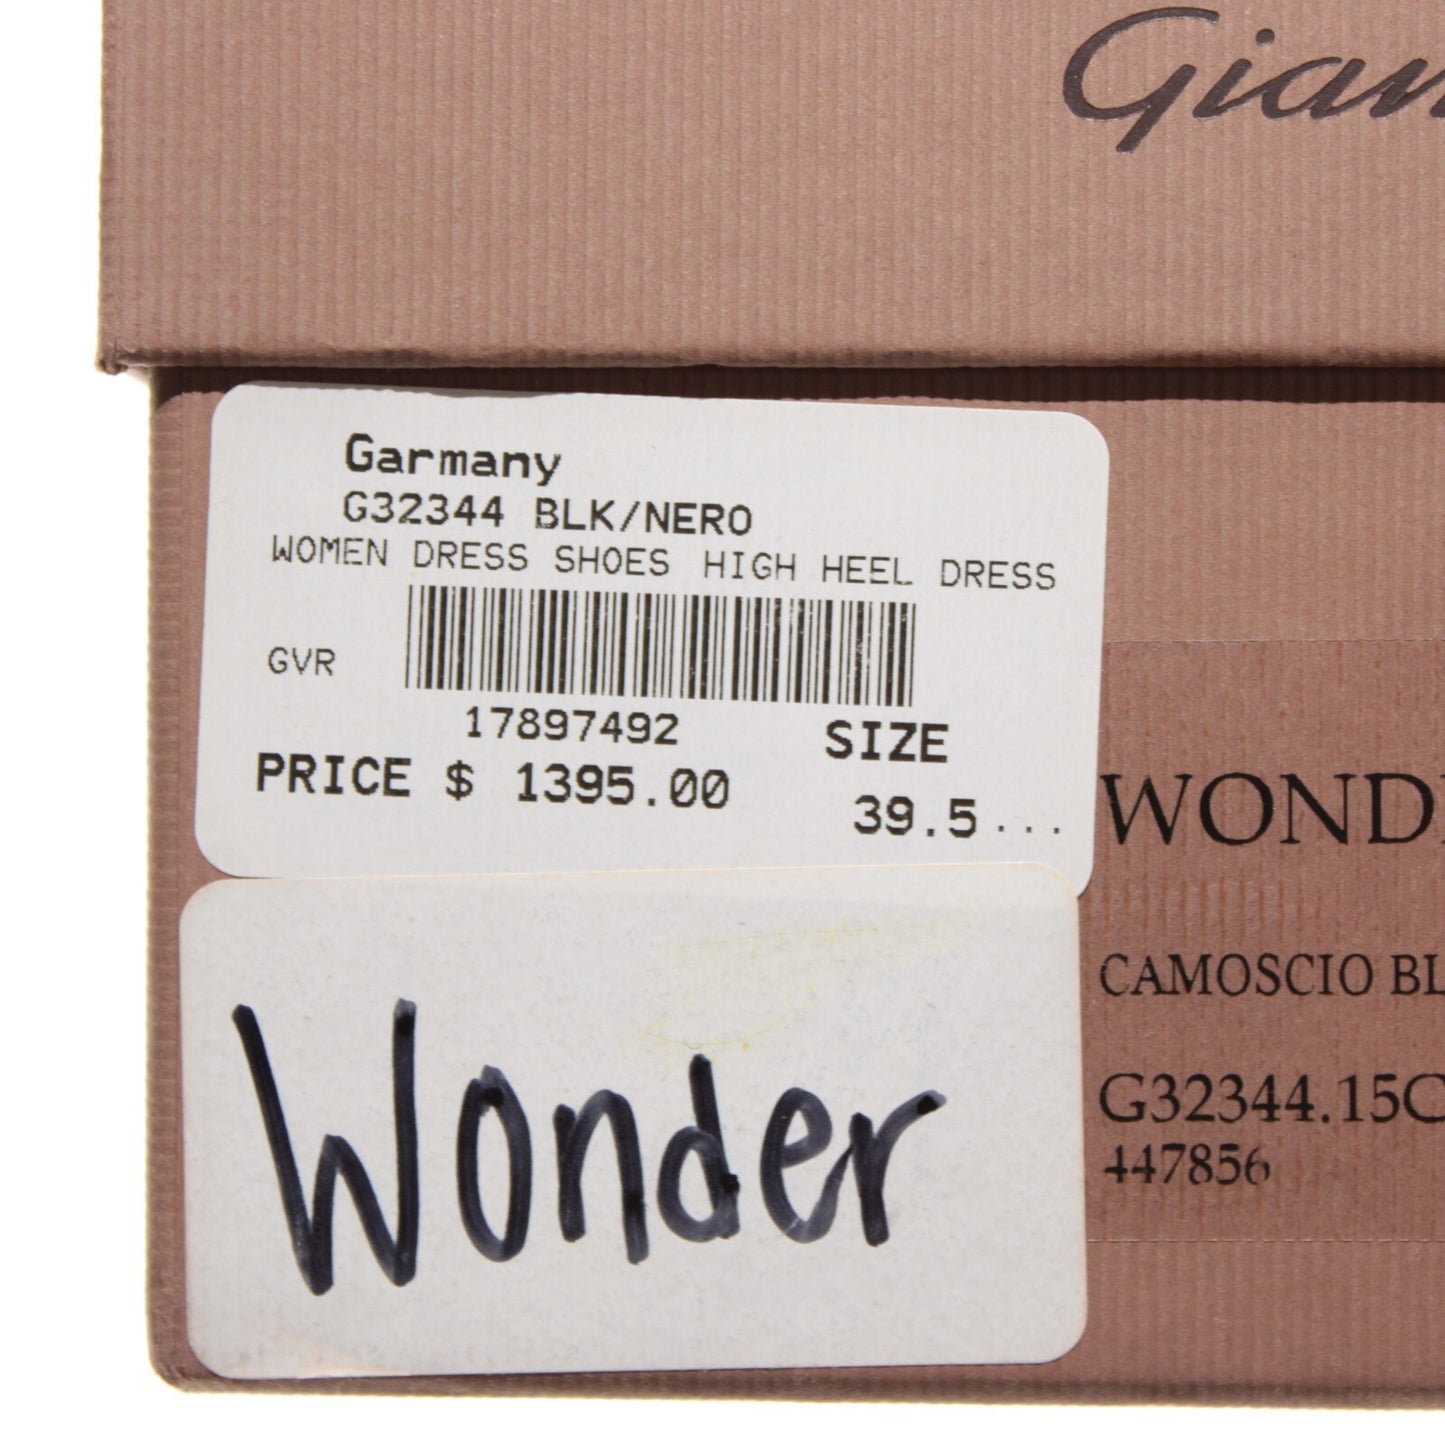 Gian
Garmany
G32344 BLK/NERO
WOMEN DRESS SHOES HIGH HEEL DRESS
GVR
17897492
SIZE
PRICE $ 1395.00
39.5 ...
WOND
CAMOSCIO BL
Wonder
G32344.15C
447856